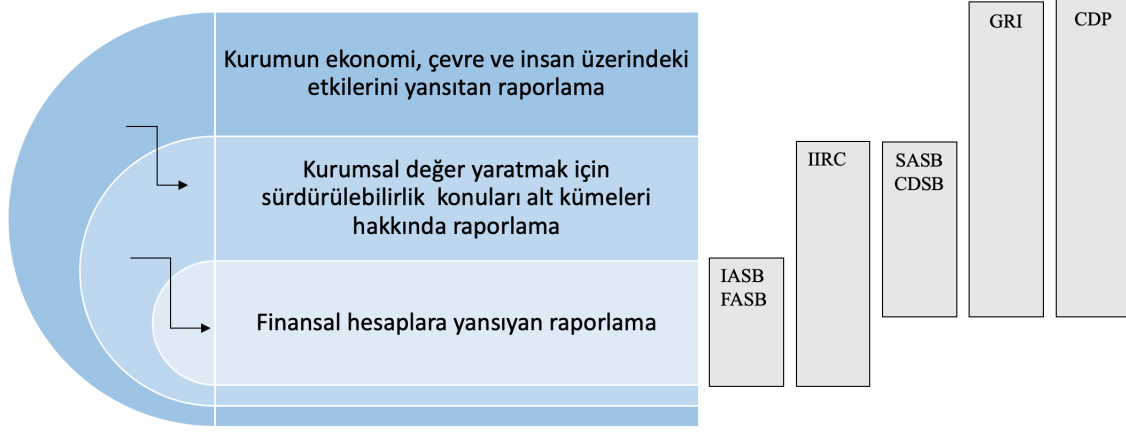 Kurumun ekonomi, çevre ve insan üzerindeki
etkilerini yansıtan raporlama
Kurumsal değer yaratmak için
sürdürülebilirlik konuları alt kümeleri
hakkında raporlama
Finansal hesaplara yansıyan raporlama
IASB
FASB
IIRC
SASB
CDSB
GRI
CDP